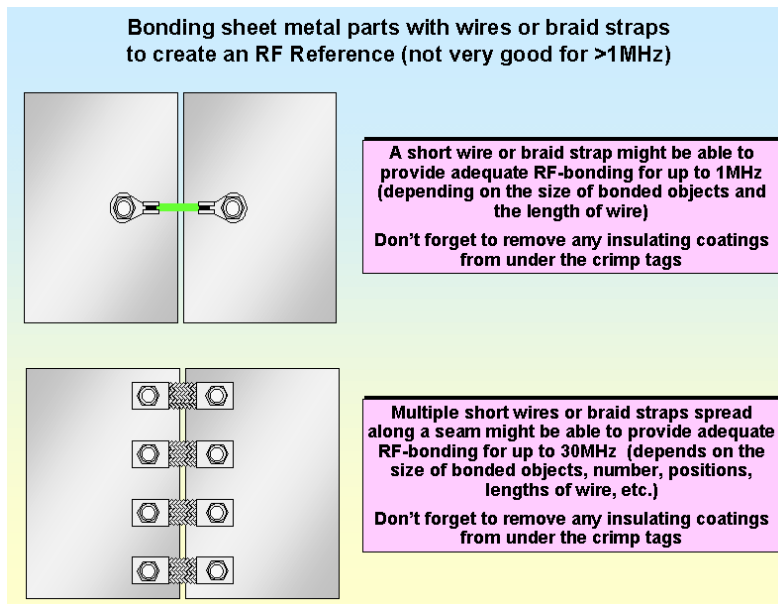 Bonding sheet metal parts with wires or braid straps
to create an RF Reference (not very good for >1MHz)
A short wire or braid strap might be able to
provide adequate RF-bonding for up to 1MHz
(depending on the size of bonded objects and
the length of wire)
Don't forget to remove any insulating coatings
from under the crimp tags
Multiple short wires or braid straps spread
along a seam might be able to provide adequate
RF-bonding for up to 30MHz (depends on the
size of bonded objects, number, positions,
lengths of wire, etc.)
Don't forget to remove any insulating coatings
from under the crimp tags